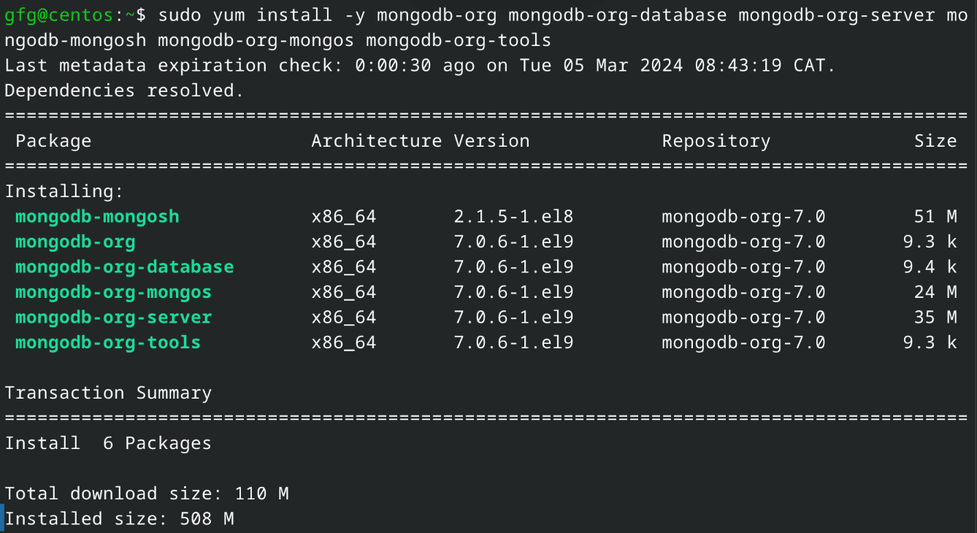 gfg@centos:~$ sudo yum install -y mongodb-org mongodb-org-database mongodb-org-server mo
ngodb-mongosh mongodb-org-mongos mongodb-org-tools
Last metadata expiration check: 0:00:30 ago on Tue 05 Mar 2024 08:43:19 CAT.
Dependencies resolved.
========================================================================================
 Package                   Architecture Version            Repository             Size
========================================================================================
Installing:
 mongodb-mongosh           x86_64       2.1.5-1.el8        mongodb-org-7.0        51 M
 mongodb-org               x86_64       7.0.6-1.el9        mongodb-org-7.0       9.3 k
 mongodb-org-database      x86_64       7.0.6-1.el9        mongodb-org-7.0       9.4 k
 mongodb-org-mongos        x86_64       7.0.6-1.el9        mongodb-org-7.0        24 M
 mongodb-org-server        x86_64       7.0.6-1.el9        mongodb-org-7.0        35 M
 mongodb-org-tools         x86_64       7.0.6-1.el9        mongodb-org-7.0       9.3 k

Transaction Summary
========================================================================================
Install  6 Packages

Total download size: 110 M
Installed size: 508 M